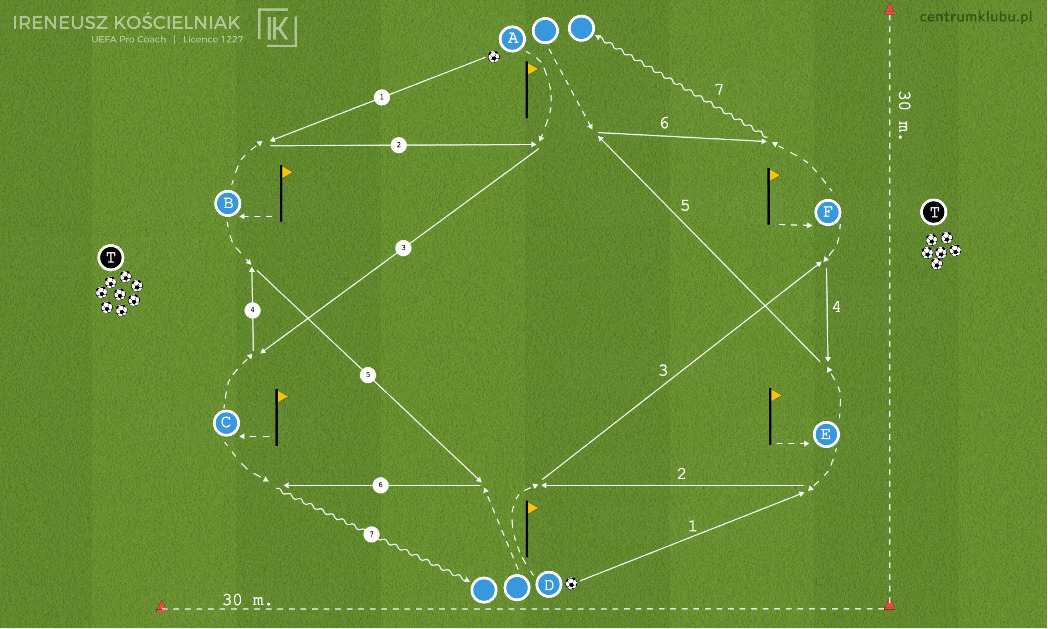 IRENEUSZ KOŚCIELNIAK
UEFA Pro Coach | Licence 1227
IK
centrumklubu.pl
A
1
7
30 m.
6
2
T
B
F
5
T
3
4
4
3
5
C
E
6
2
7
1
D
30 m.